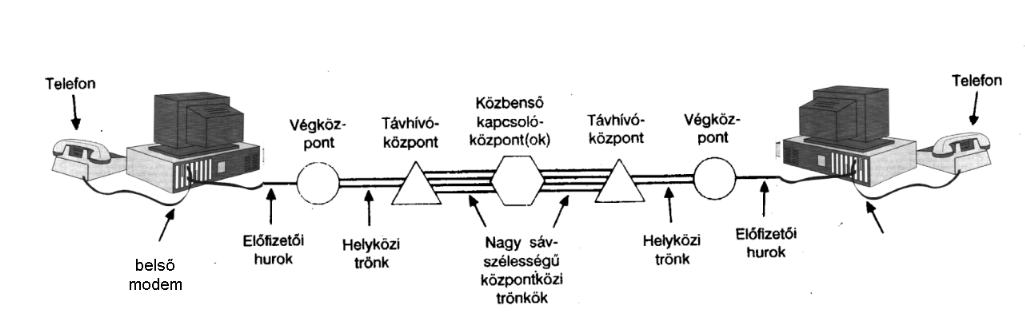 Telefon
Végköz-
pont
Távhívó-
központ
Közbenső
kapcsoló-
központ(ok)
Távhívó-
központ
Végköz-
pont
Telefon
belső
modem
Előfizetői
hurok
Helyközi
trönk
Nagy sáv-
szélességű
központközi
trönkök
Helyközi
trönk
Előfizetői
hurok